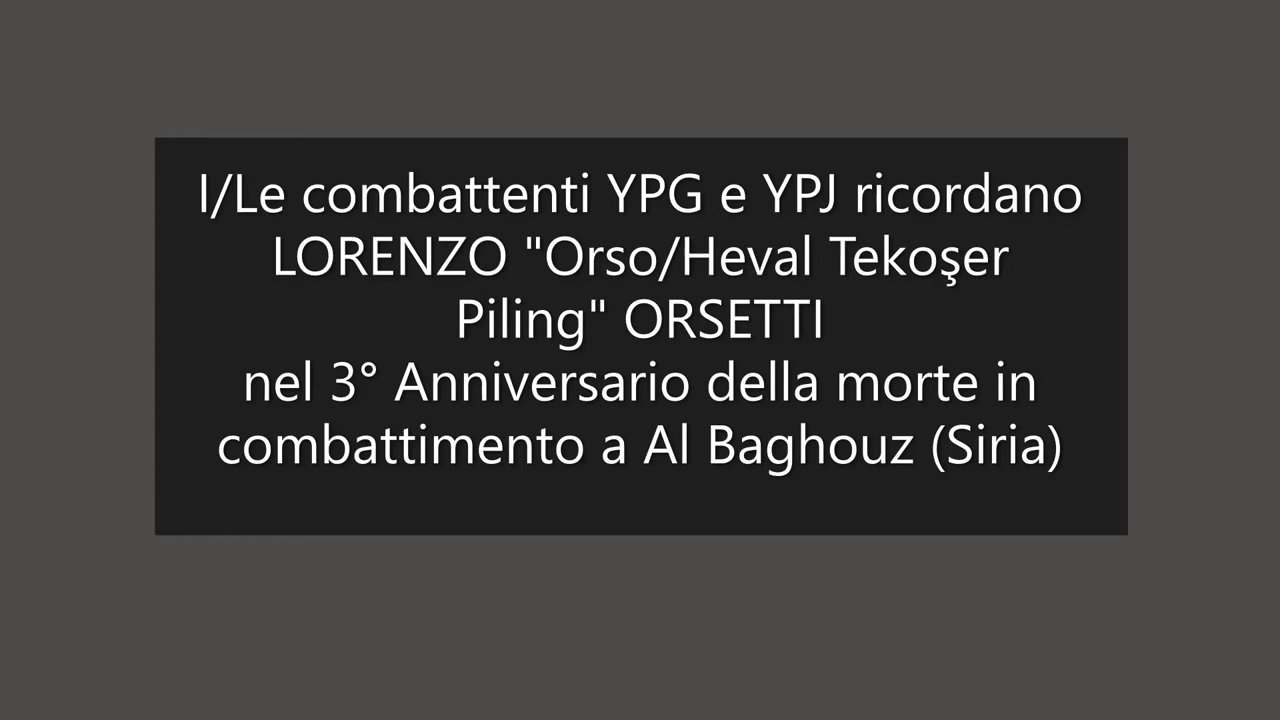 I/Le combattenti YPG e YPJ ricordano
LORENZO "Orso/Heval Tekoşer
Piling" ORSETTI
nel 3° Anniversario della morte in
combattimento a Al Baghouz (Siria)